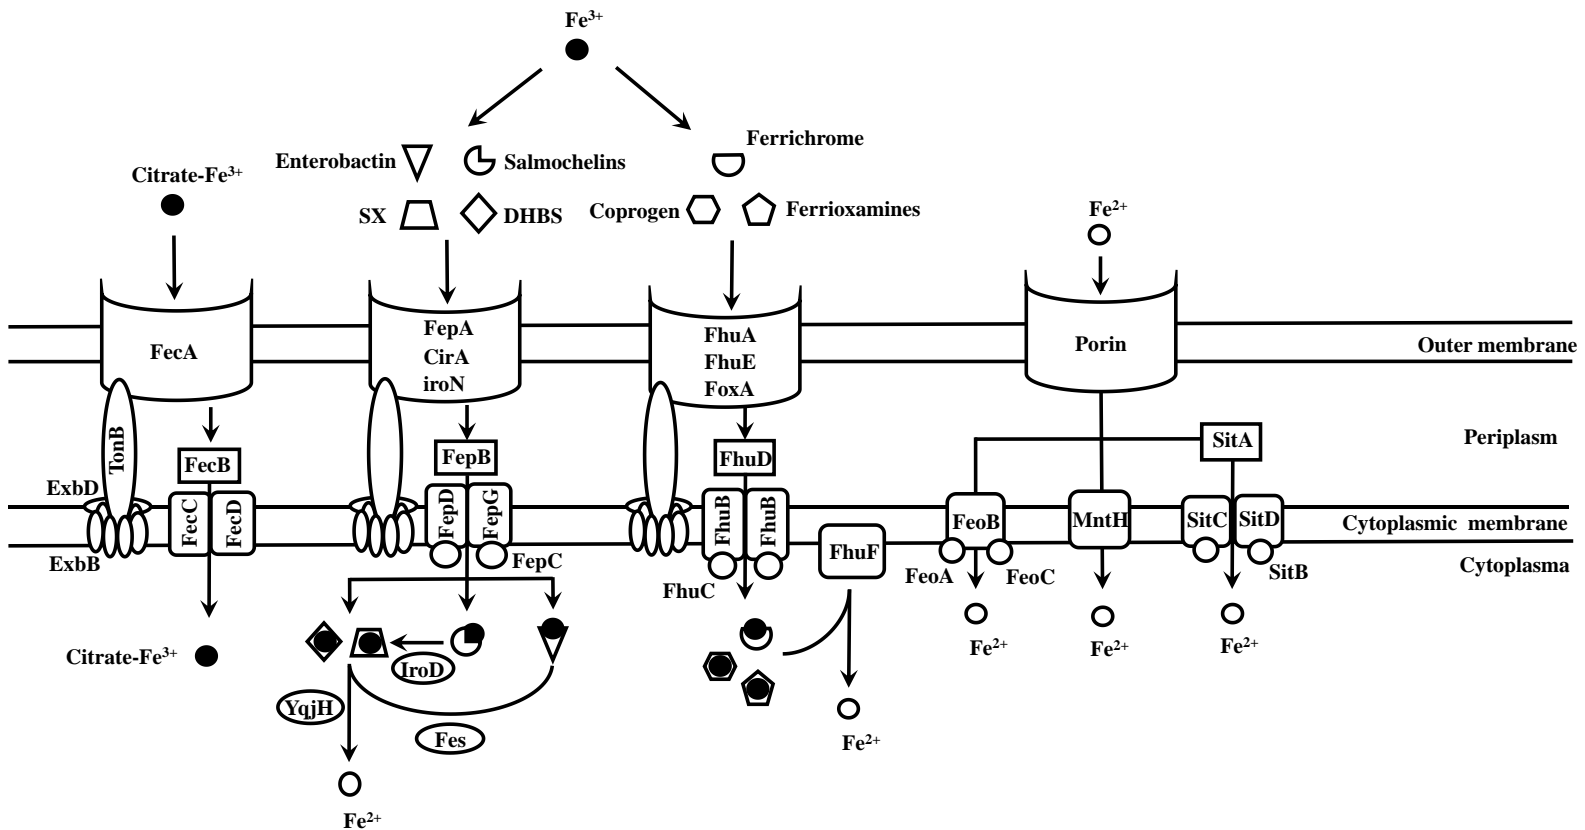 Fe³⁺
Ferrichrome
Enterobactin
Salmochelins
Citrate-Fe³⁺
SX
DHBS
Coprogen
Ferrioxamines
Fe²⁺
FecA
FepA
CirA
iroN
FhuA
FhuE
FoxA
Porin
Outer membrane
TonB
FecB
FepB
FhuD
SitA
Periplasm
ExbD
FecC
FecD
FepD
FepG
FhuB
FhuB
FeoB
MntH
SitC
SitD
Cytoplasmic membrane
ExbB
FepC
FhuC
FhuF
FeoA
FeoC
SitB
Cytoplasma
Citrate-Fe³⁺
IroD
Fe²⁺
Fe²⁺
Fe²⁺
YqjH
Fes
Fe²⁺
Fe²⁺